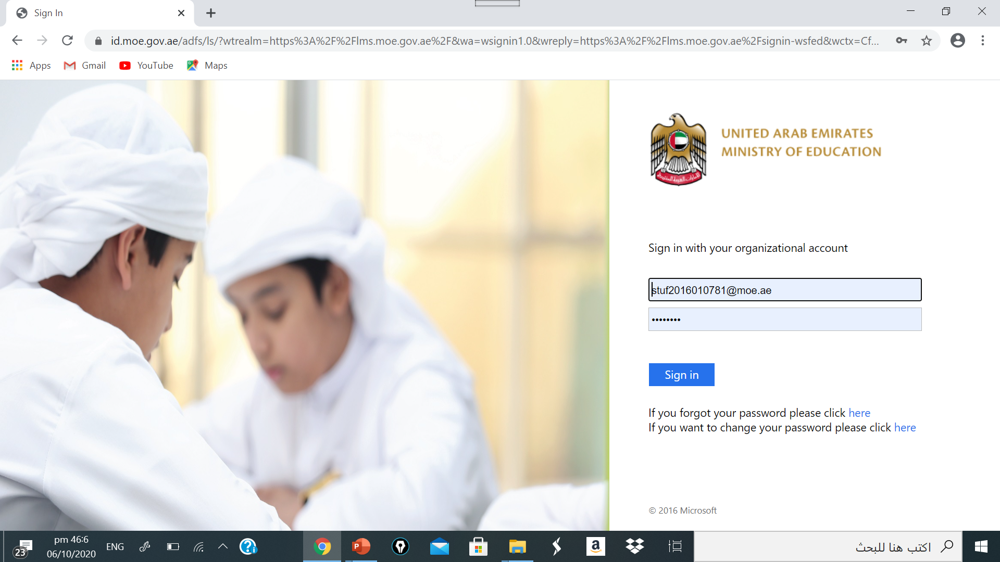 Sign In
id.moe.gov.ae/adfs/ls/?wtrealm=https%3A%2F%2Flms.moe.gov.ae%2F&wa=wsignin1.0&wreply=https%3A%2F%2Flms.moe.gov.ae%2Fsignin-wsfed&wctx=Cf...
Apps Gmail YouTube Maps
UNITED ARAB EMIRATES
MINISTRY OF EDUCATION
Sign in with your organizational account
stuf2016010781@moe.ae
••••••••
Sign in
If you forgot your password please click here
If you want to change your password please click here
© 2016 Microsoft
23
pm 46:6
06/10/2020
ENG
اكتب هنا للبحث